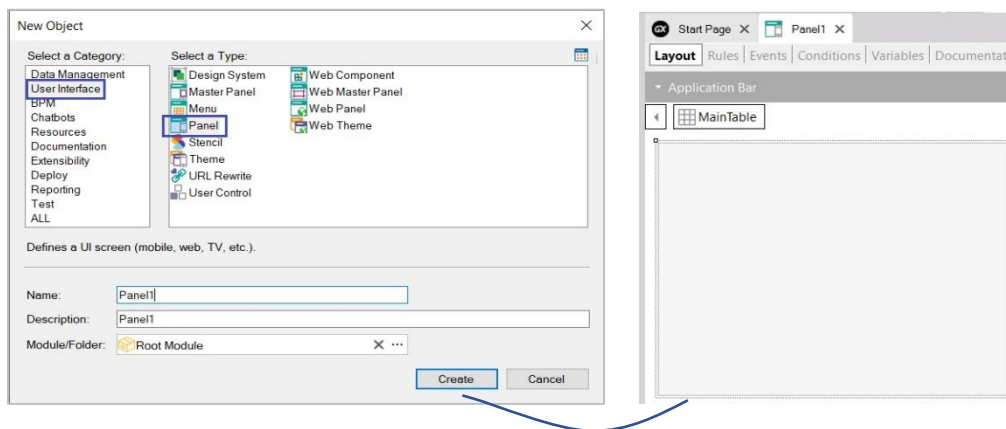 New Object
Select a Category:
Data Management
User Interface
BPM
Chatbots
Resources
Documentation
Extensibility
Deploy
Reporting
Test
ALL
Select a Type:
Design System
Master Panel
Menu
Panel
Stencil
Theme
URL Rewrite
User Control
Web Component
Web Master Panel
Web Panel
Web Theme
Defines a UI screen (mobile, web, TV, etc.).
Name: Panel1
Description: Panel1
Module/Folder: Root Module
Create Cancel
GX Start Page Panel1
Layout Rules Events Conditions Variables Documentat
Application Bar
MainTable